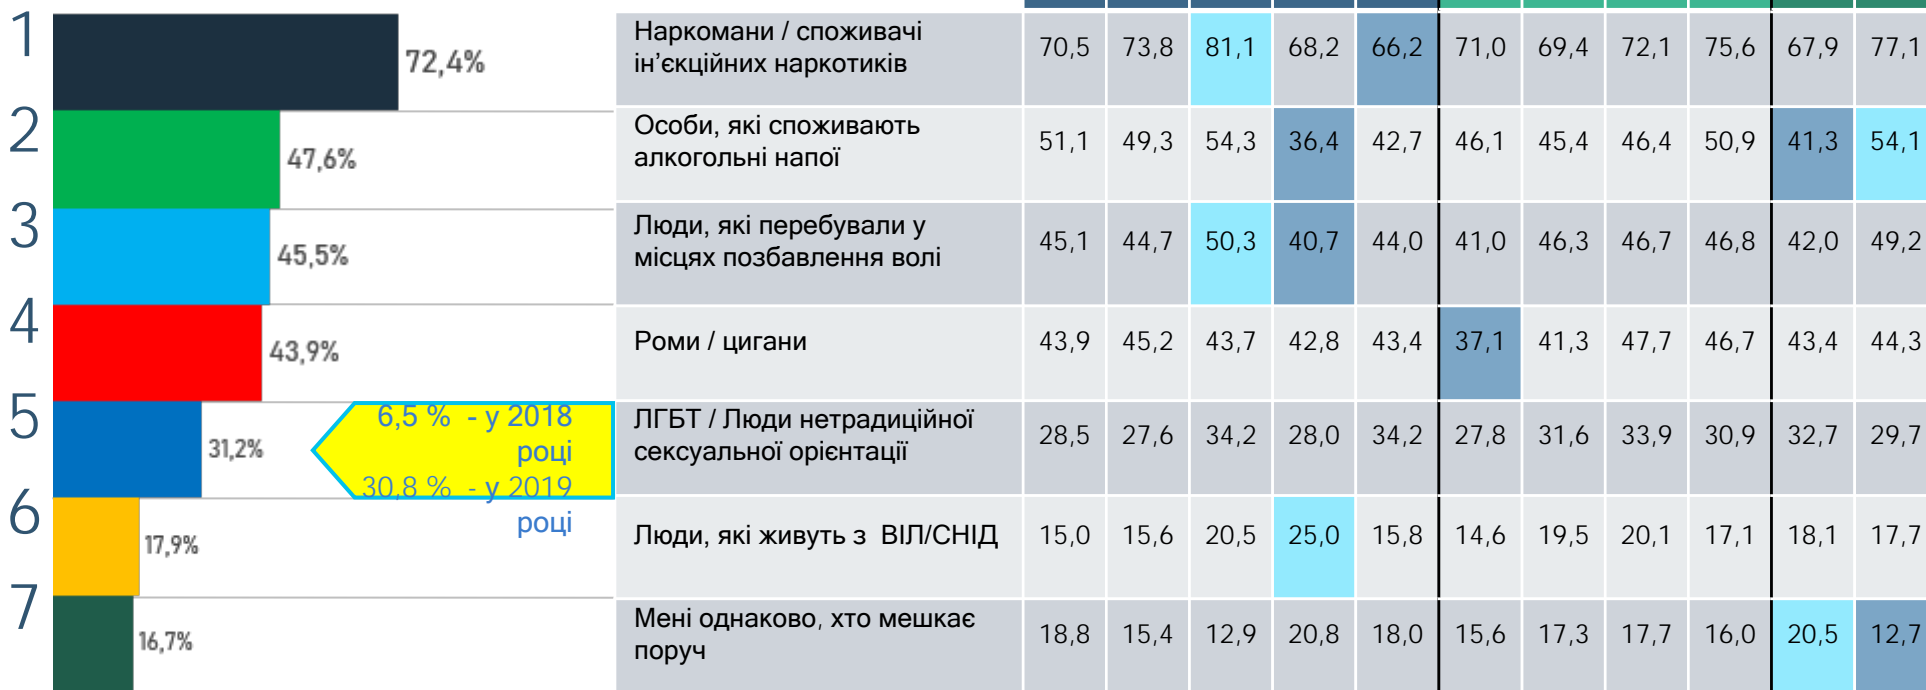 1
72,4%
Наркомани / споживачі
ін’єкційних наркотиків
70,5 73,8 81,1 68,2 66,2 71,0 69,4 72,1 75,6 67,9 77,1
2
47,6%
Особи, які споживають
алкогольні напої
51,1 49,3 54,3 36,4 42,7 46,1 45,4 46,4 50,9 41,3 54,1
3
45,5%
Люди, які перебували у
місцях позбавлення волі
45,1 44,7 50,3 40,7 44,0 41,0 46,3 46,7 46,8 42,0 49,2
4
43,9%
Роми / цигани
43,9 45,2 43,7 42,8 43,4 37,1 41,3 47,7 46,7 43,4 44,3
5
31,2%
6,5 % - у 2018
році
30,8 % - у 2019
році
ЛГБТ / Люди нетрадиційної
сексуальної орієнтації
28,5 27,6 34,2 28,0 34,2 27,8 31,6 33,9 30,9 32,7 29,7
6
17,9%
Люди, які живуть з ВІЛ/СНІД
15,0 15,6 20,5 25,0 15,8 14,6 19,5 20,1 17,1 18,1 17,7
7
16,7%
Мені однаково, хто мешкає
поруч
18,8 15,4 12,9 20,8 18,0 15,6 17,3 17,7 16,0 20,5 12,7